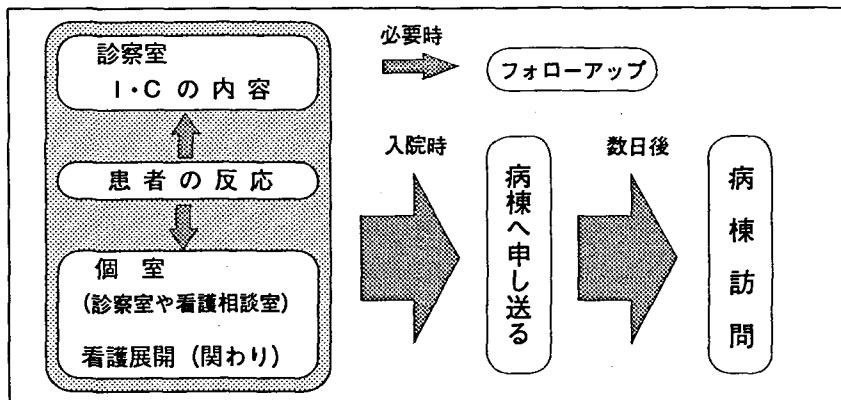 診察室
I・Cの内容
患者の反応
個室
(診察室や看護相談室)
看護展開(関わり)
必要時
フォローアップ
入院時
病棟へ申し送る
数日後
病棟訪問